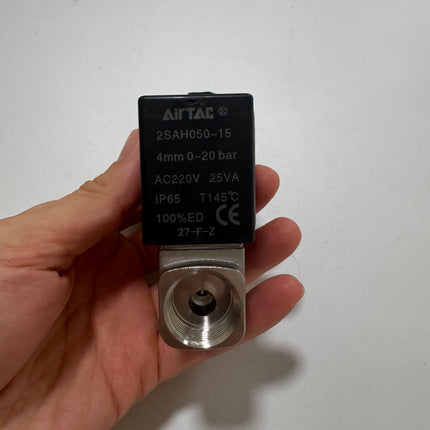 AirTAC ®
2SAH050-15
4mm 0-20 bar
AC220V 25VA
IP65 T145℃
100%ED CE
27-F-Z